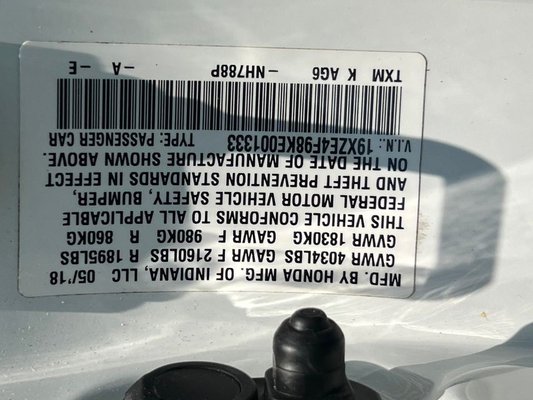 MFD. BY HONDA MFG. OF INDIANA, LLC 05/'18
GVWR 4034LBS GAWR F 2160LBS R 1895LBS
GVWR 1830KG GAWR F 980KG R 860KG
THIS VEHICLE CONFORMS TO ALL APPLICABLE
FEDERAL MOTOR VEHICLE SAFETY, BUMPER,
AND THEFT PREVENTION STANDARDS IN EFFECT
ON THE DATE OF MANUFACTURE SHOWN ABOVE.
V.I.N.: 19XZE4F98KE001333 TYPE: PASSENGER CAR
TXM K AG6 -NH788P -A -E